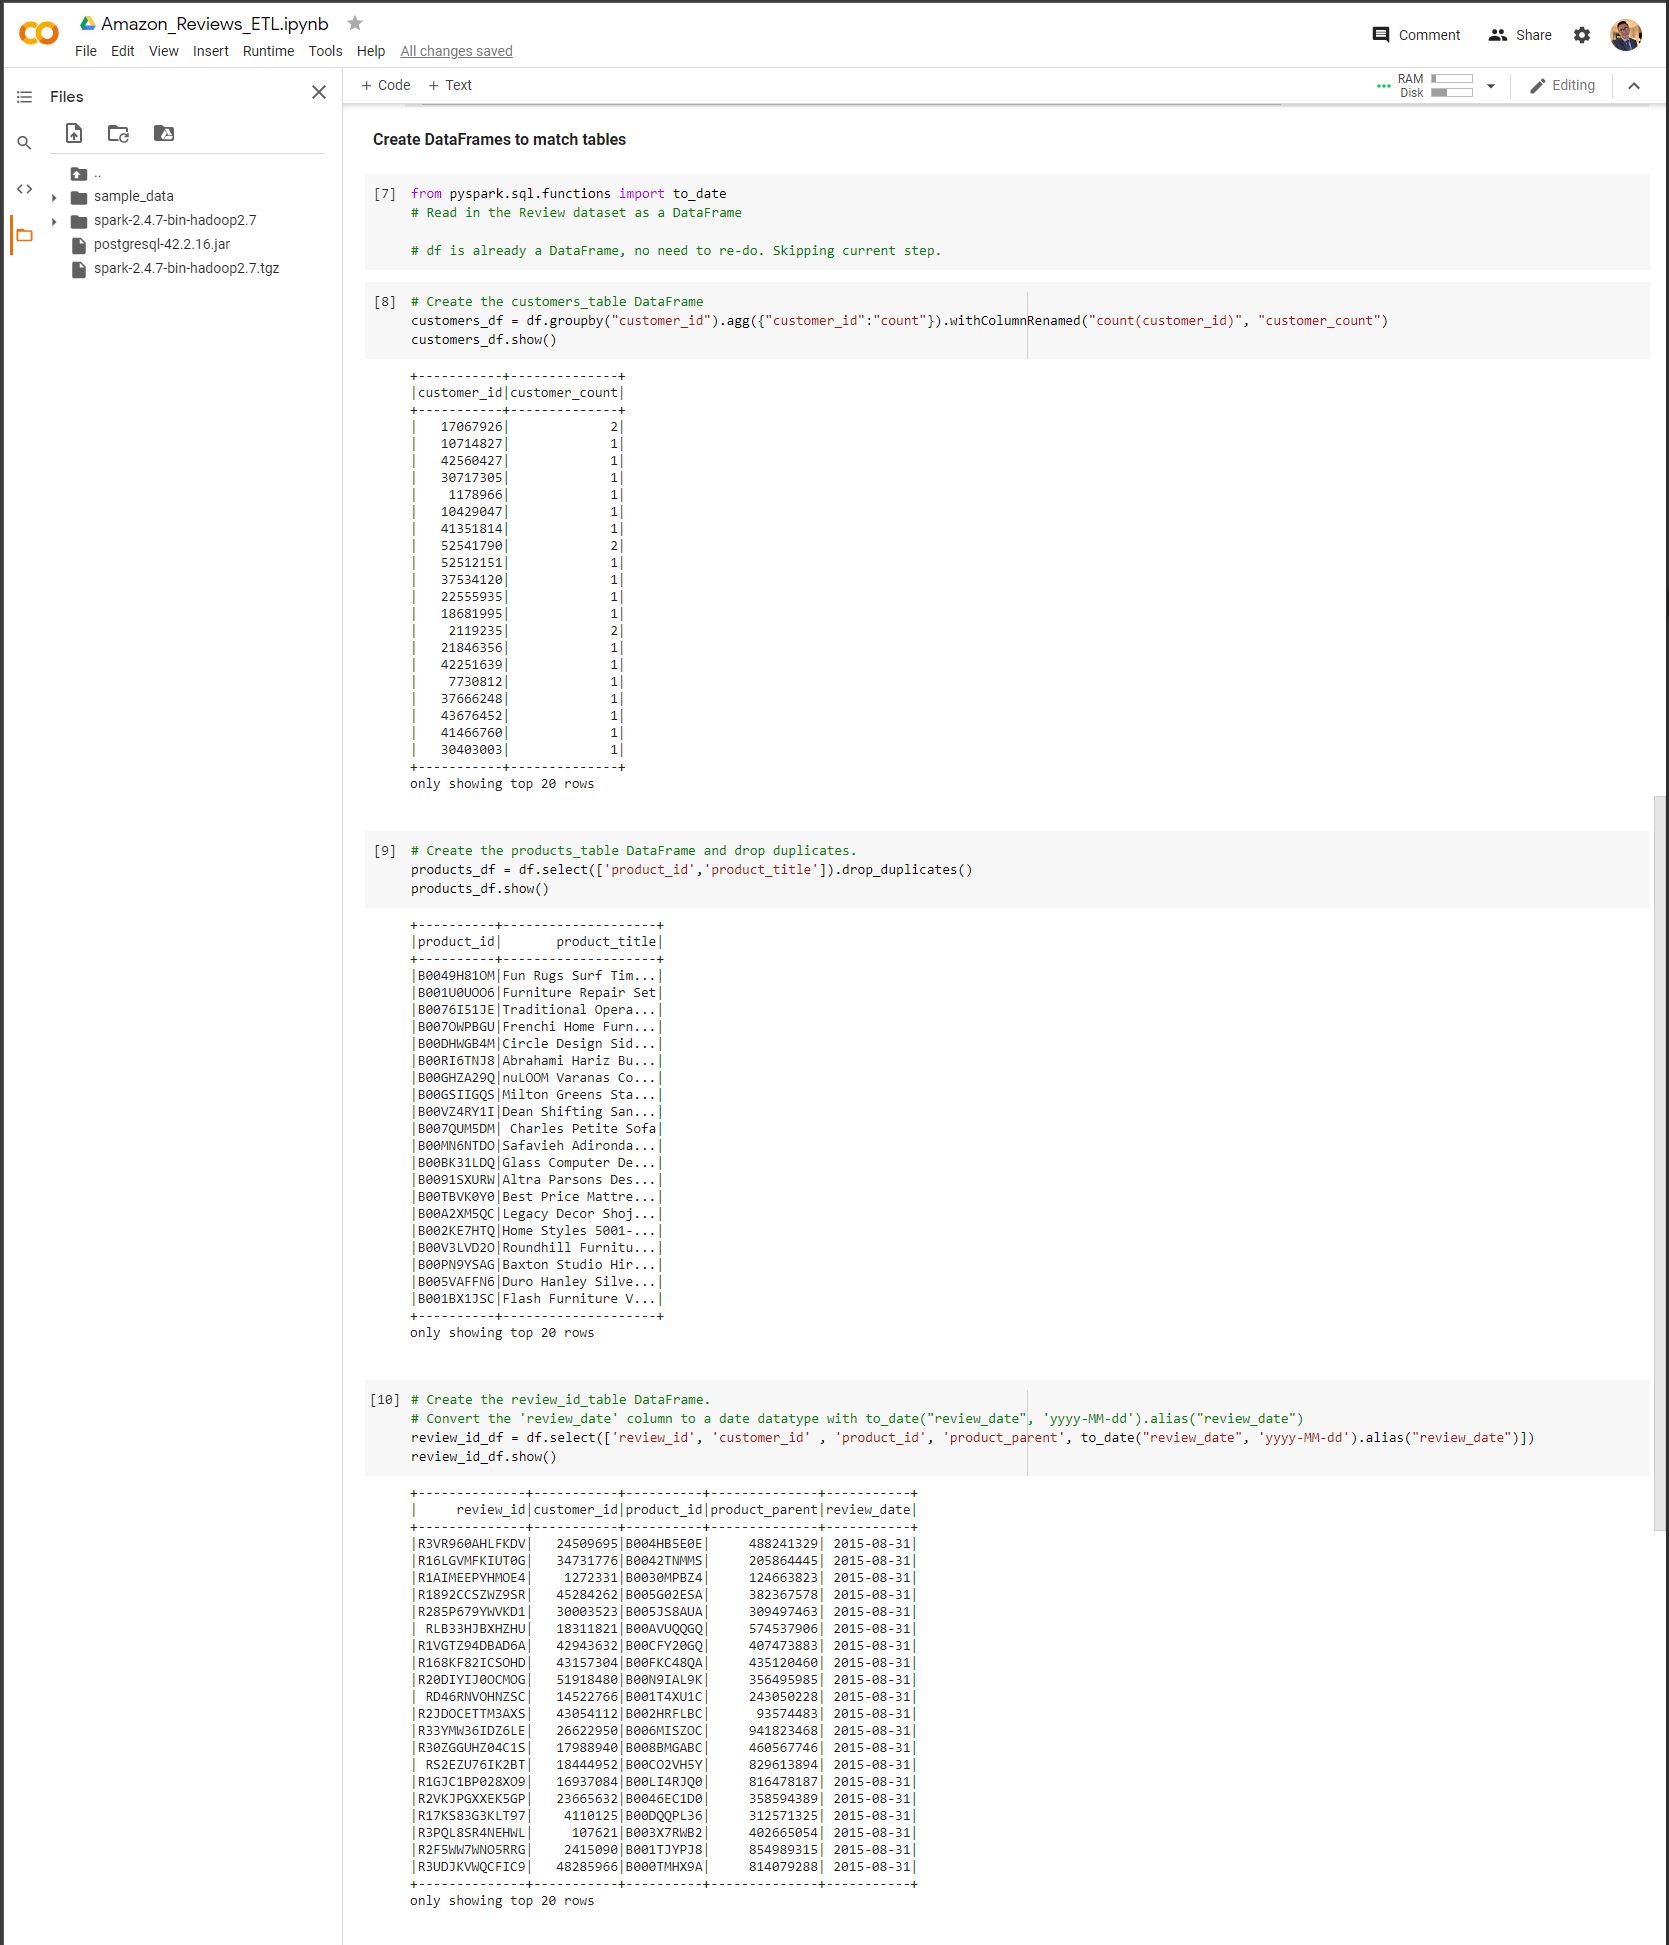 Amazon_Reviews_ETL.ipynb
File Edit View Insert Runtime Tools Help All changes saved
Comment Share
Files
+ Code + Text
RAM
Disk
Editing
..
sample_data
spark-2.4.7-bin-hadoop2.7
postgresql-42.2.16.jar
spark-2.4.7-bin-hadoop2.7.tgz
Create DataFrames to match tables
[7] from pyspark.sql.functions import to_date
# Read in the Review dataset as a DataFrame
# df is already a DataFrame, no need to re-do. Skipping current step.
[8] # Create the customers_table DataFrame
customers_df = df.groupby("customer_id").agg({"customer_id":"count"}).withColumnRenamed("count(customer_id)", "customer_count")
customers_df.show()
+-----------+--------------+
|customer_id|customer_count|
+-----------+--------------+
|   17067926|             2|
|   10714827|             1|
|   42560427|             1|
|   30717305|             1|
|    1178966|             1|
|   10429047|             1|
|   41351814|             1|
|   52541790|             2|
|   52512151|             1|
|   37534120|             1|
|   22555935|             1|
|   18681995|             1|
|    2119235|             2|
|   21846356|             1|
|   42251639|             1|
|    7730812|             1|
|   37666248|             1|
|   43676452|             1|
|   41466760|             1|
|   30403003|             1|
+-----------+--------------+
only showing top 20 rows
[9] # Create the products_table DataFrame and drop duplicates.
products_df = df.select(['product_id','product_title']).drop_duplicates()
products_df.show()
+----------+--------------------+
|product_id|       product_title|
+----------+--------------------+
|B0049H81OM|Fun Rugs Surf Tim...|
|B001U0UOO6|Furniture Repair Set|
|B0076I51JE|Traditional Opera...|
|B007OWPBGU|Frenchi Home Furn...|
|B00DHWGB4M|Circle Design Sid...|
|B00RI6TNJ8|Abrahami Hariz Bu...|
|B00GHZA29Q|nuLOOM Varanas Co...|
|B00GSIIGQS|Milton Greens Sta...|
|B00VZ4RY1I|Dean Shifting San...|
|B007QUM5DM| Charles Petite Sofa|
|B00MN6NTDO|Safavieh Adironda...|
|B00BK31LDQ|Glass Computer De...|
|B0091SXURW|Altra Parsons Des...|
|B00TBVK0Y0|Best Price Mattre...|
|B00A2XM5QC|Legacy Decor Shoj...|
|B002KE7HTQ|Home Styles 5001-...|
|B00V3LVD2O|Roundhill Furnitu...|
|B00PN9YSAG|Baxton Studio Hir...|
|B005VAFFN6|Duro Hanley Silve...|
|B001BX1JSC|Flash Furniture V...|
+----------+--------------------+
only showing top 20 rows
[10] # Create the review_id_table DataFrame.
# Convert the 'review_date' column to a date datatype with to_date("review_date", 'yyyy-MM-dd').alias("review_date")
review_id_df = df.select(['review_id', 'customer_id' , 'product_id', 'product_parent', to_date("review_date", 'yyyy-MM-dd').alias("review_date")])
review_id_df.show()
+--------------+-----------+----------+--------------+-----------+
|     review_id|customer_id|product_id|product_parent|review_date|
+--------------+-----------+----------+--------------+-----------+
|R3VR960AHLFKDV|   24509695|B004HB5E0E|     488241329| 2015-08-31|
|R16LGVMFKIUT0G|   34731776|B0042TNMMS|     205864445| 2015-08-31|
|R1AIMEEPYHMOE4|    1272331|B0030MPBZ4|     124663823| 2015-08-31|
|R1892CCSZWZ9SR|   45284262|B005G02ESA|     382367578| 2015-08-31|
|R285P679YWVKD1|   30003523|B005JS8AUA|     309497463| 2015-08-31|
| RLB33HJBXHZHU|   18311821|B00AVUQQGQ|     574537906| 2015-08-31|
|R1VGTZ94DBAD6A|   42943632|B00CFY20GQ|     407473883| 2015-08-31|
|R168KF82ICSOHD|   43157304|B00FKC48QA|     435120460| 2015-08-31|
|R20DIYIJ0OCMOG|   51918480|B00N9IAL9K|     356495985| 2015-08-31|
| RD46RNVOHNZSC|   14522766|B001T4XU1C|     243050228| 2015-08-31|
|R2JDOCETTM3AXS|   43054112|B002HRFLBC|      93574483| 2015-08-31|
|R33YMW36IDZ6LE|   26622950|B006MISZOC|     941823468| 2015-08-31|
|R30ZGGUHZ04C1S|   17988940|B008BMGABC|     460567746| 2015-08-31|
| RS2EZU76IK2BT|   18444952|B00CO2VH5Y|     829613894| 2015-08-31|
|R1GJC1BP028XO9|   16937084|B00LI4RJQ0|     816478187| 2015-08-31|
|R2VKJPGXXEK5GP|   23665632|B0046EC1D0|     358594389| 2015-08-31|
|R17KS83G3KLT97|    4110125|B00DQQPL36|     312571325| 2015-08-31|
|R3PQL8SR4NEHWL|     107621|B003X7RWB2|     402665054| 2015-08-31|
|R2F5WW7WNO5RRG|    2415090|B001TJYPJ8|     854989315| 2015-08-31|
|R3UDJKVWQCFIC9|   48285966|B000TMHX9A|     814079288| 2015-08-31|
+--------------+-----------+----------+--------------+-----------+
only showing top 20 rows